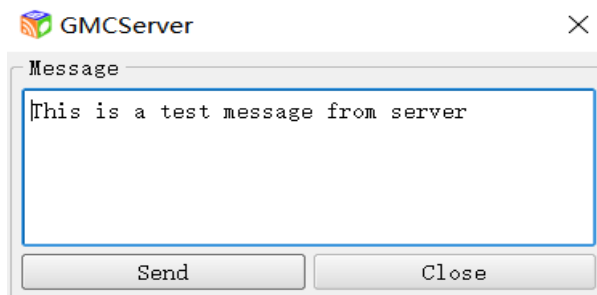 GMCServer
Message
This is a test message from server
Send Close